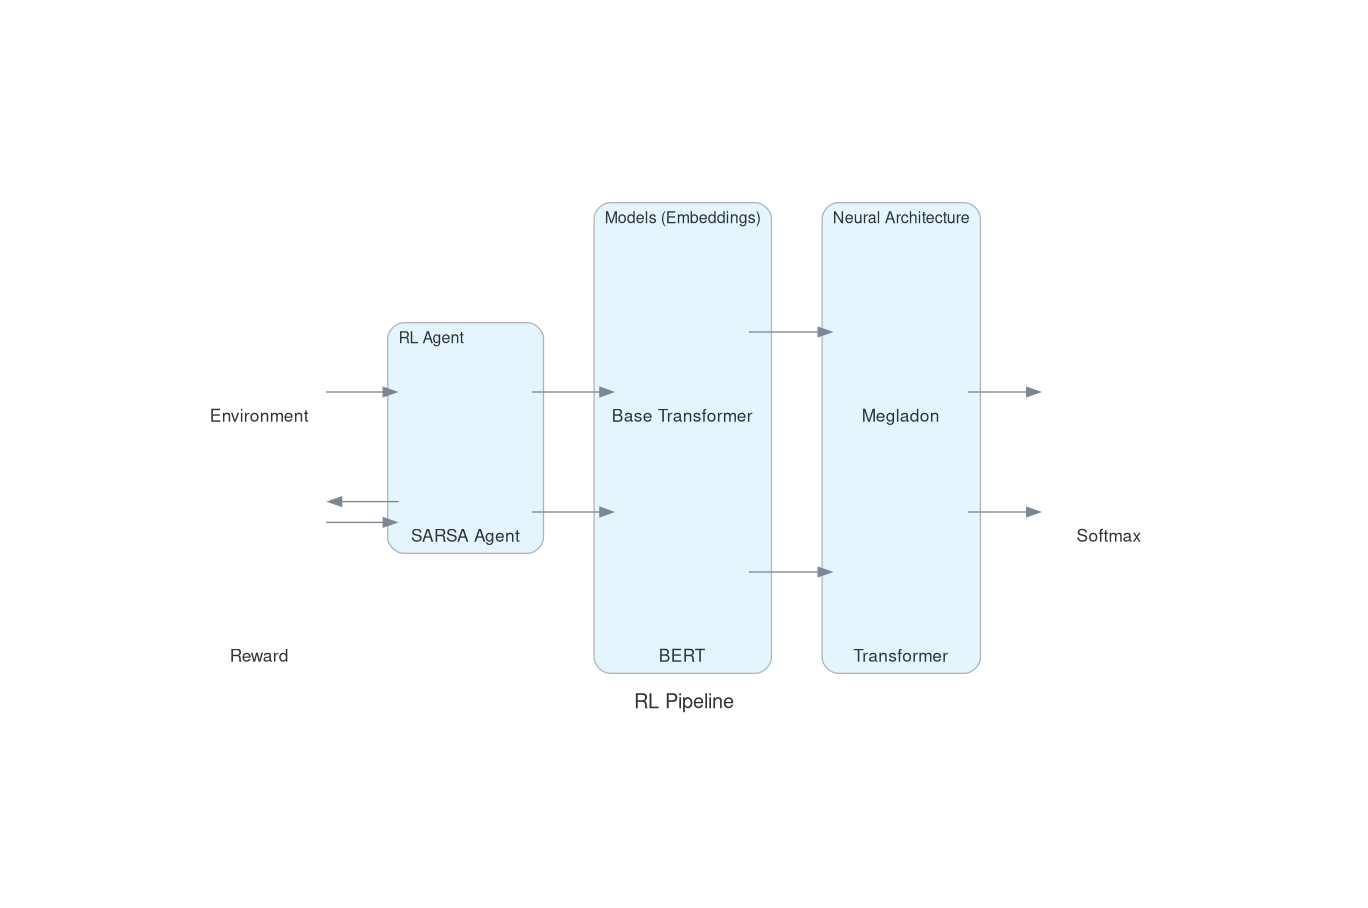 Models (Embeddings)
Neural Architecture
RL Agent
Environment
Base Transformer
Megladon
SARSA Agent
Softmax
Reward
BERT
Transformer
RL Pipeline